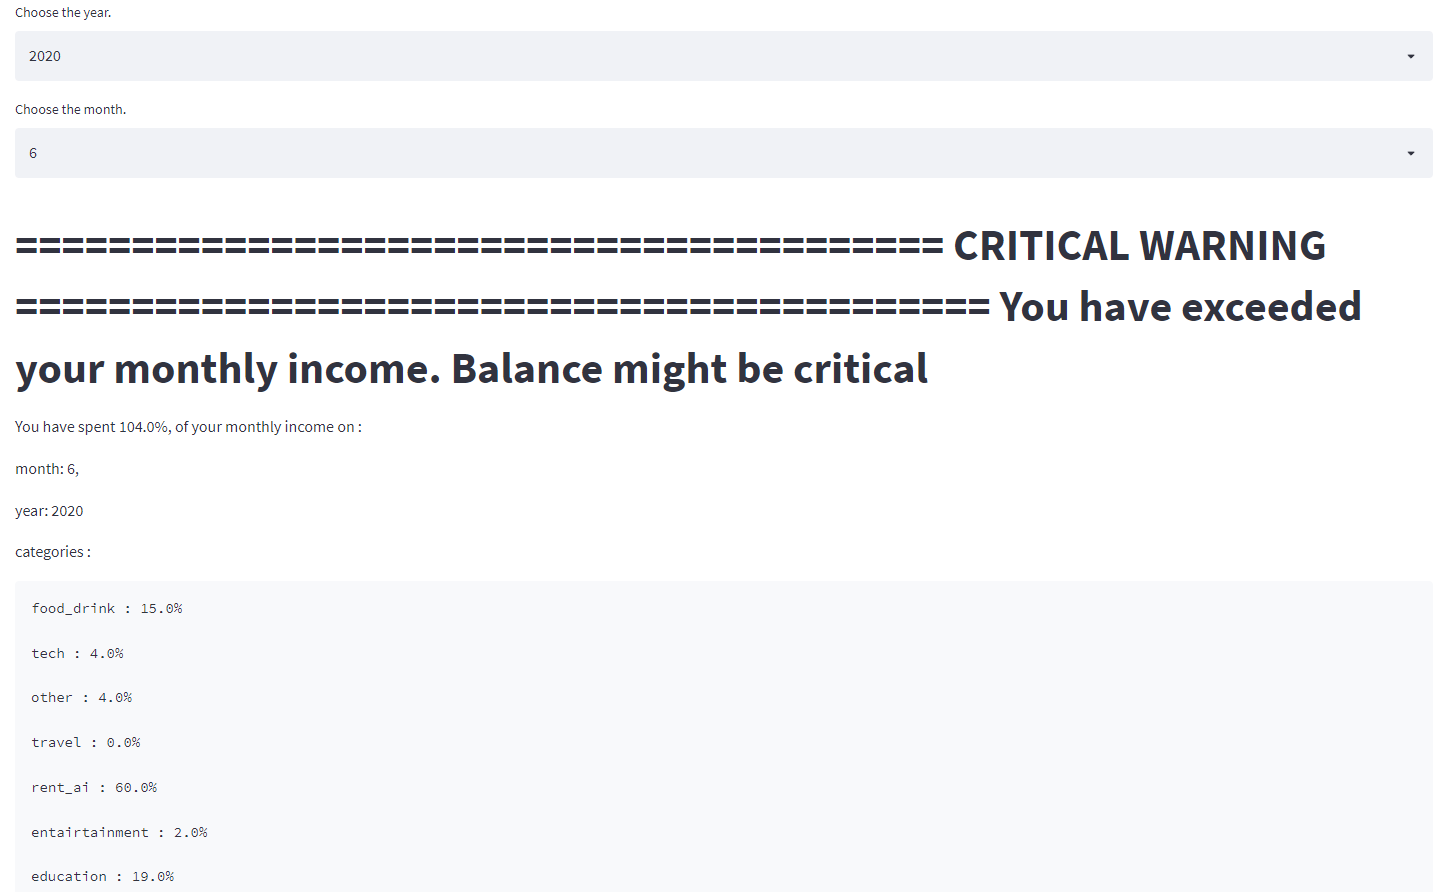 Choose the year.
2020
Choose the month.
6
======================================== CRITICAL WARNING
========================================== You have exceeded
your monthly income. Balance might be critical
You have spent 104.0%, of your monthly income on :
month: 6,
year: 2020
categories :
food_drink : 15.0%
tech : 4.0%
other : 4.0%
travel : 0.0%
rent_ai : 60.0%
entairtainment : 2.0%
education : 19.0%